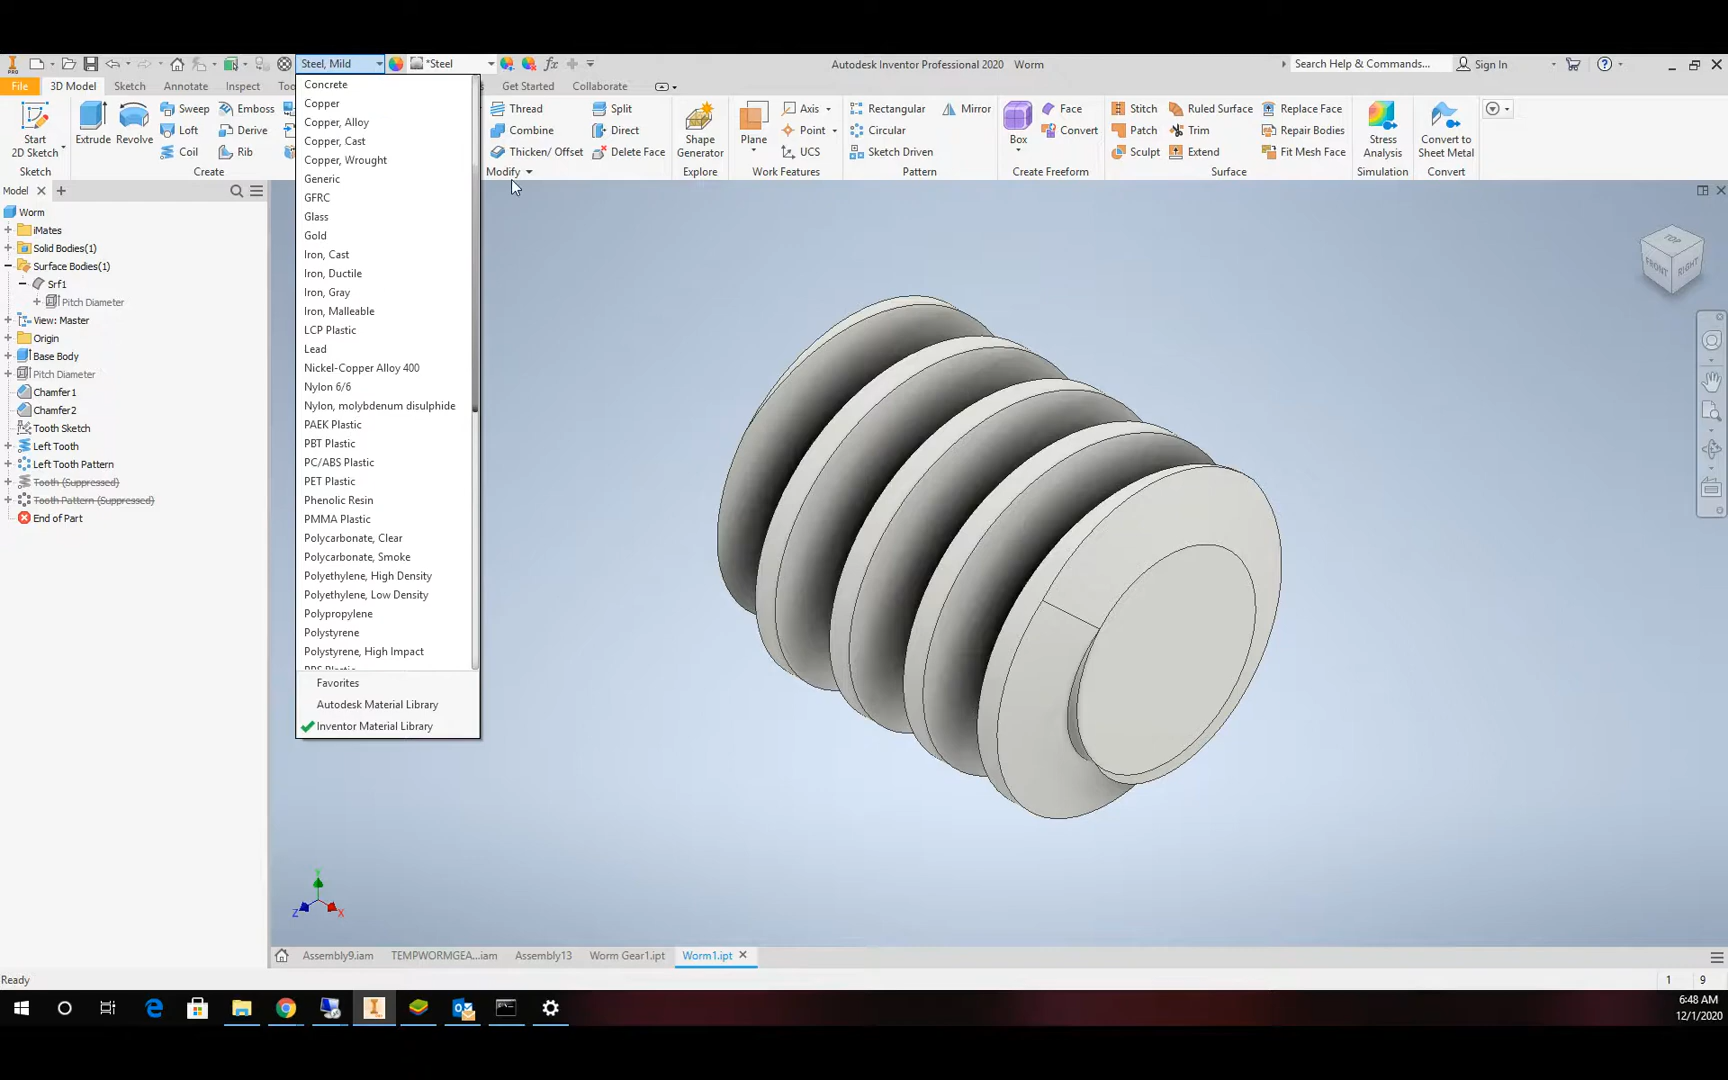 PRO
Steel, Mild
*Steel
fx
Autodesk Inventor Professional 2020 Worm
Search Help & Commands...
Sign In
File
3D Model
Sketch
Annotate
Inspect
Get Started
Collaborate
Start
2D Sketch
Extrude
Revolve
Sweep
Loft
Coil
Emboss
Derive
Rib
Thread
Combine
Thicken/ Offset
Split
Direct
Delete Face
Shape
Generator
Plane
Axis
Point
UCS
Rectangular
Circular
Sketch Driven
Mirror
Box
Face
Convert
Stitch
Patch
Sculpt
Ruled Surface
Trim
Extend
Replace Face
Repair Bodies
Fit Mesh Face
Stress
Analysis
Convert to
Sheet Metal
Sketch
Create
Modify
Explore
Work Features
Pattern
Create Freeform
Surface
Simulation
Convert
Model
Worm
iMates
Solid Bodies(1)
Surface Bodies(1)
Srf1
Pitch Diameter
View: Master
Origin
Base Body
Pitch Diameter
Chamfer1
Chamfer2
Tooth Sketch
Left Tooth
Left Tooth Pattern
Tooth (Suppressed)
Tooth Pattern (Suppressed)
End of Part
Concrete
Copper
Copper, Alloy
Copper, Cast
Copper, Wrought
Generic
GFRC
Glass
Gold
Iron, Cast
Iron, Ductile
Iron, Gray
Iron, Malleable
LCP Plastic
Lead
Nickel-Copper Alloy 400
Nylon 6/6
Nylon, molybdenum disulphide
PAEK Plastic
PBT Plastic
PC/ABS Plastic
PET Plastic
Phenolic Resin
PMMA Plastic
Polycarbonate, Clear
Polycarbonate, Smoke
Polyethylene, High Density
Polyethylene, Low Density
Polypropylene
Polystyrene
Polystyrene, High Impact
PPS Plastic
Favorites
Autodesk Material Library
Inventor Material Library
TOP
FRONT
RIGHT
Y
Z
X
Assembly9.iam
TEMPWORMGEA...iam
Assembly13
Worm Gear1.ipt
Worm1.ipt
Ready
1
9
6:48 AM
12/1/2020